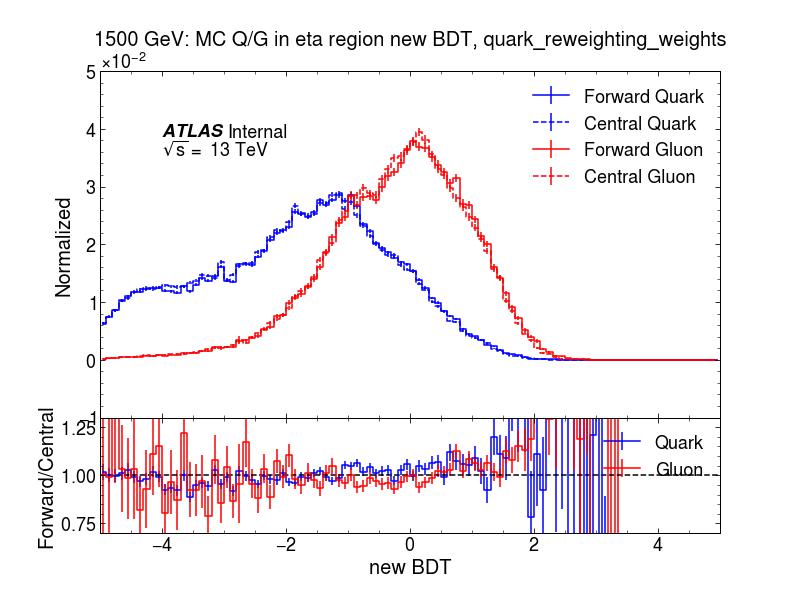 1500 GeV: MC Q/G in eta region new BDT, quark_reweighting_weights
×10⁻²
5
4
3
2
1
0
−1
Normalized
ATLAS Internal
√s = 13 TeV
Forward Quark
Central Quark
Forward Gluon
Central Gluon
1.25
1.00
0.75
Forward/Central
Quark
Gluon
−4
−2
0
2
4
new BDT